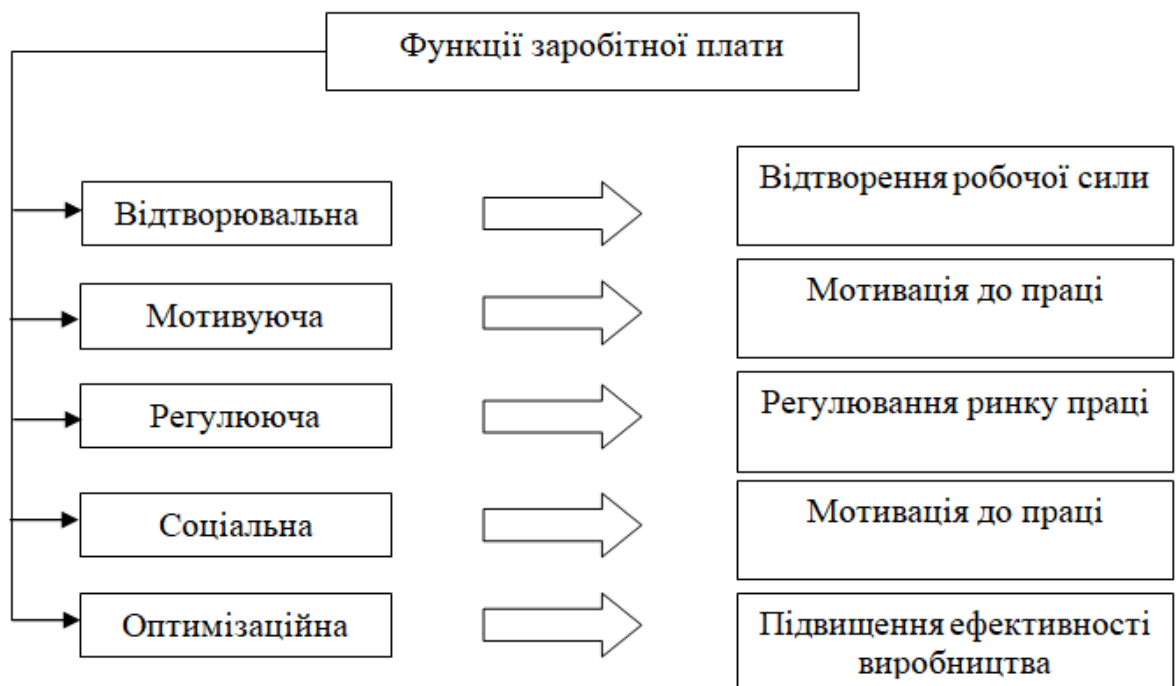 Функції заробітної плати
Відтворювальна
Відтворення робочої сили
Мотивуюча
Мотивація до праці
Регулююча
Регулювання ринку праці
Соціальна
Мотивація до праці
Оптимізаційна
Підвищення ефективності
виробництва